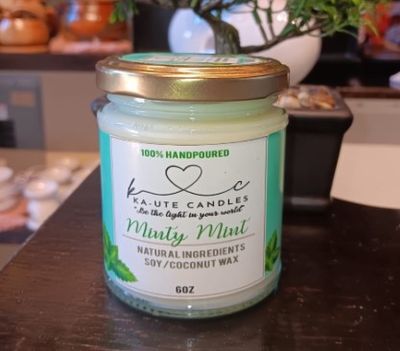 100% HANDPOURED
K C
KA-UTE CANDLES
"Be the light in your world"
Minty Mint
NATURAL INGREDIENTS
SOY/COCONUT WAX
6OZ